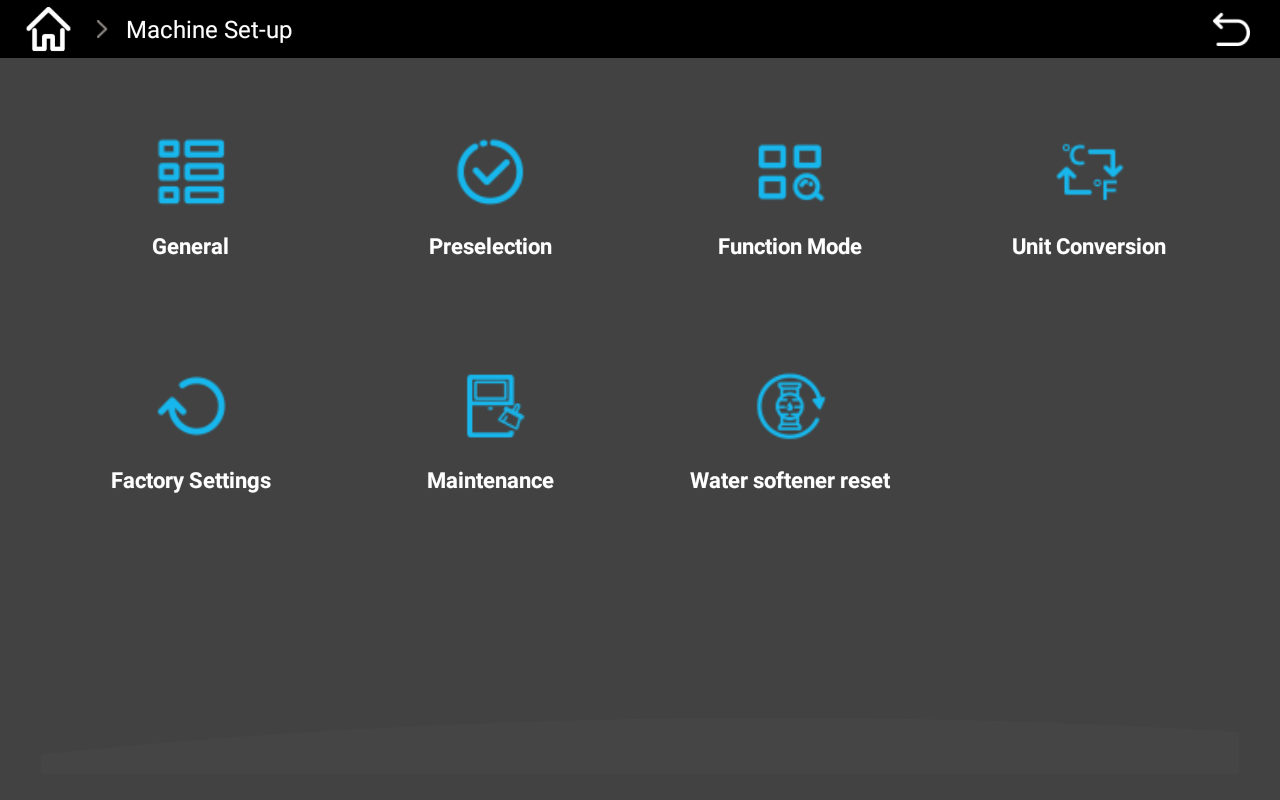 Machine Set-up
General
Preselection
Function Mode
Unit Conversion
°C
°F
Factory Settings
Maintenance
Water softener reset